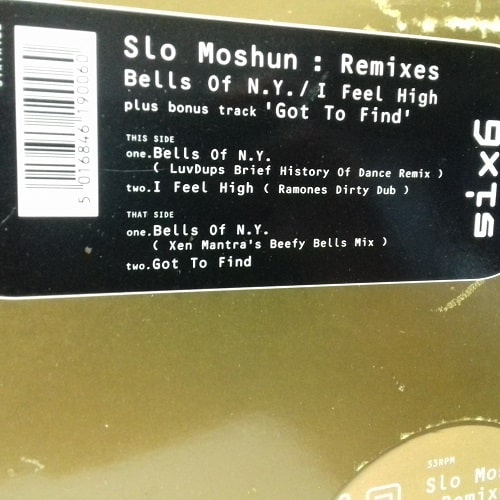 Slo Moshun : Remixes
Bells Of N.Y./I Feel High
plus bonus track 'Got To Find'
THIS SIDE
one.Bells Of N.Y.
( LuvDups Brief History Of Dance Remix )
two.I Feel High ( Ramones Dirty Dub )
THAT SIDE
one.Bells Of N.Y.
( Xen Mantra's Beefy Bells Mix )
two.Got To Find
5 016846 190060
six6
33RPM
Slo Mo
Remix